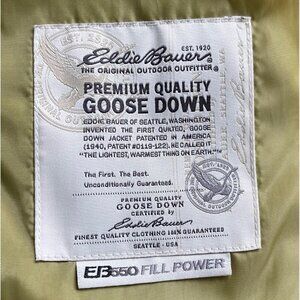 Eddie Bauer
EST. 1920
THE ORIGINAL OUTDOOR OUTFITTER®
PREMIUM QUALITY
GOOSE DOWN
EDDIE BAUER OF SEATTLE, WASHINGTON
INVENTED THE FIRST QUILTED, GOOSE
DOWN JACKET PATENTED IN AMERICA
(1940, PATENT #D119-122). HE CALLED IT
"THE LIGHTEST, WARMEST THING ON EARTH."
The First. The Best.
Unconditionally Guaranteed.
PREMIUM QUALITY
GOOSE DOWN
CERTIFIED by
Eddie Bauer
FINEST QUALITY CLOTHING 100% GUARANTEED
SEATTLE - USA
EB550 FILL POWER